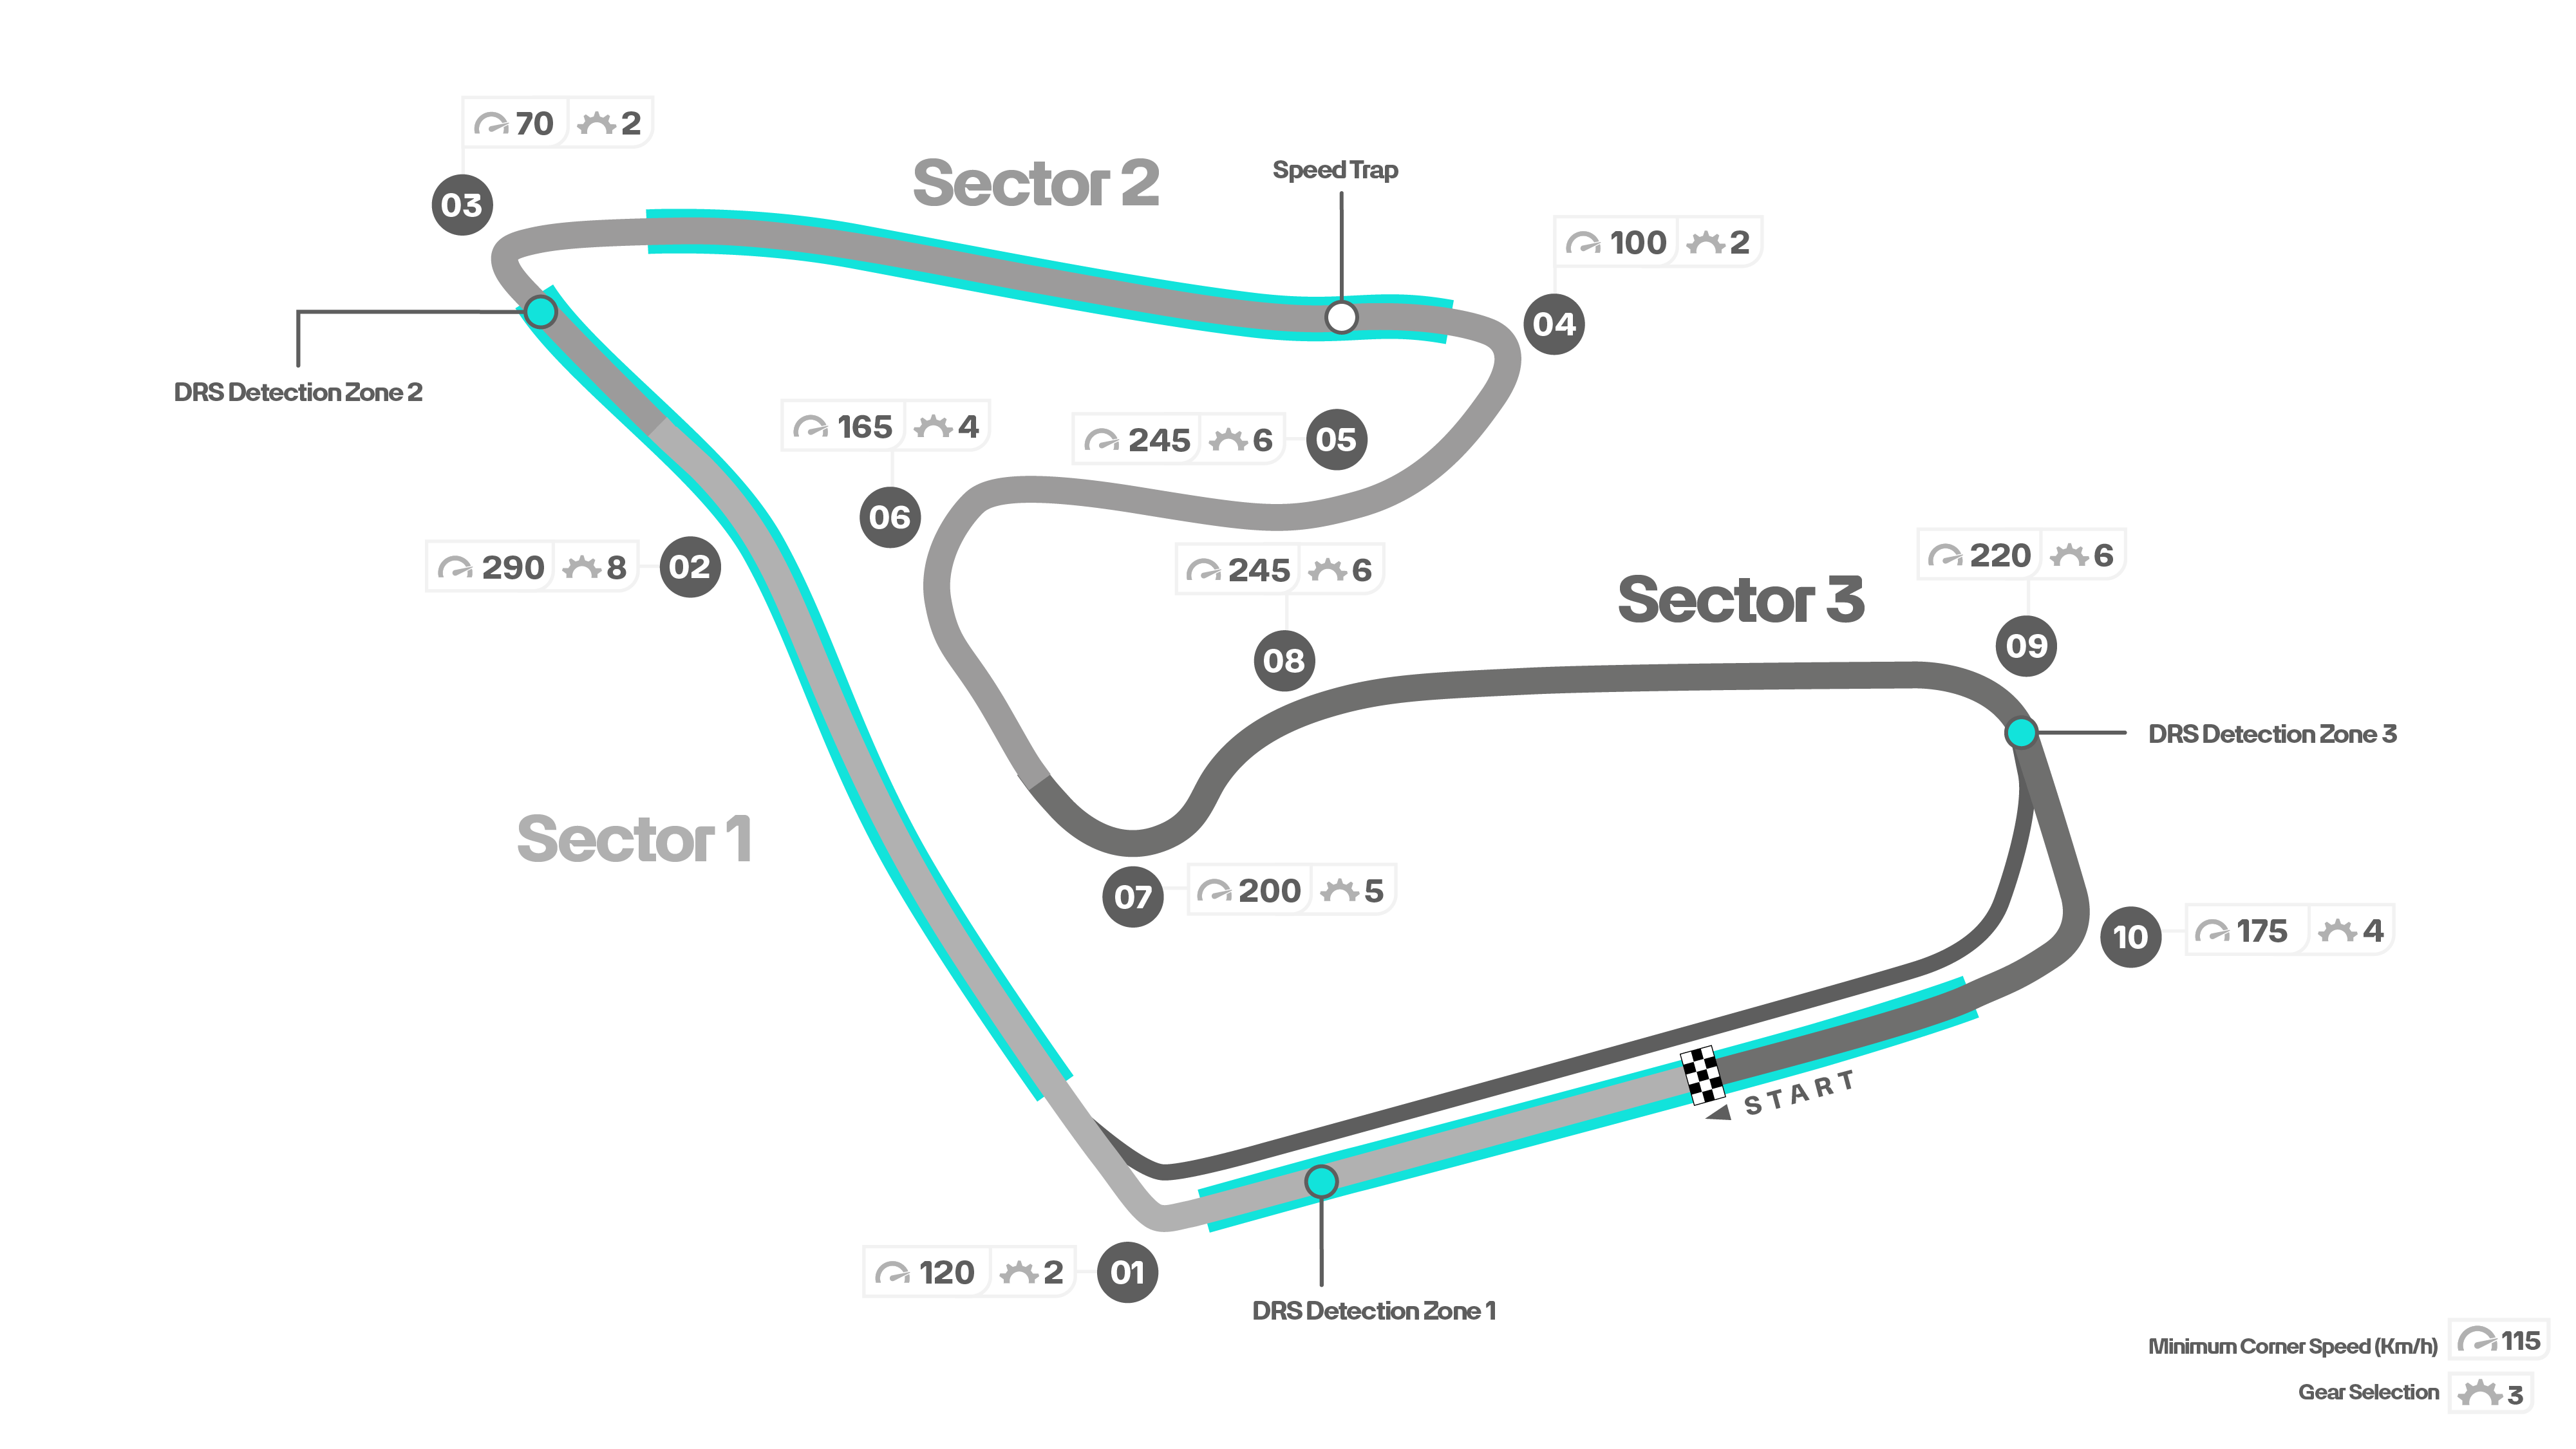 70 2
03
Sector 2
Speed Trap
100 2
04
DRS Detection Zone 2
165 4
245 6 05
06
290 8 02
245 6
08
220 6
Sector 3
09
DRS Detection Zone 3
Sector 1
07 200 5
10 175 4
START
120 2 01
DRS Detection Zone 1
Minimum Corner Speed (Km/h) 115
Gear Selection 3